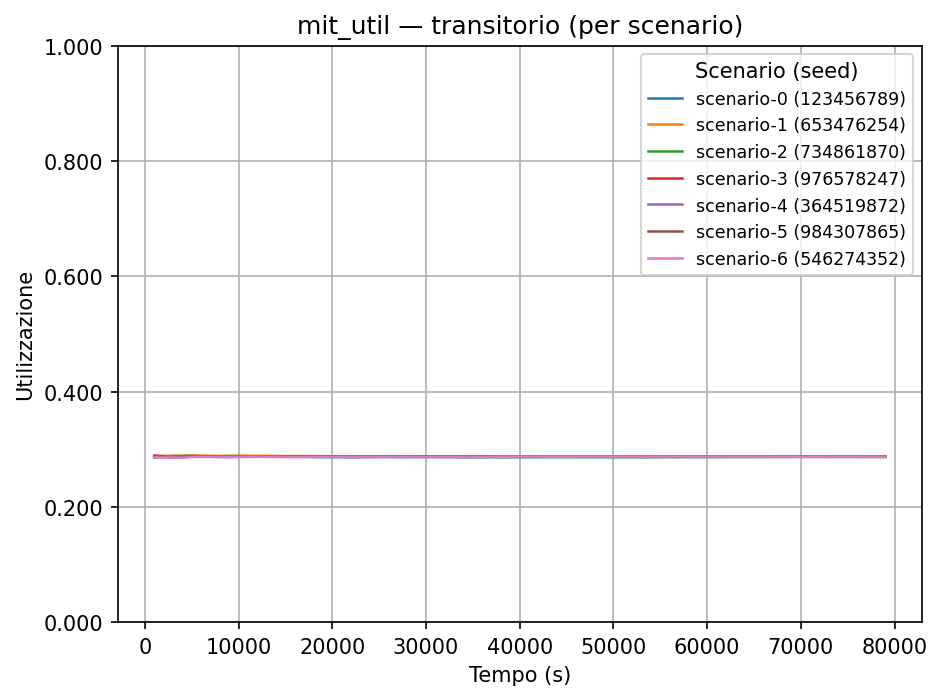 mit_util — transitorio (per scenario)
Utilizzazione
1.000
0.800
0.600
0.400
0.200
0.000
Scenario (seed)
scenario-0 (123456789)
scenario-1 (653476254)
scenario-2 (734861870)
scenario-3 (976578247)
scenario-4 (364519872)
scenario-5 (984307865)
scenario-6 (546274352)
0 10000 20000 30000 40000 50000 60000 70000 80000
Tempo (s)